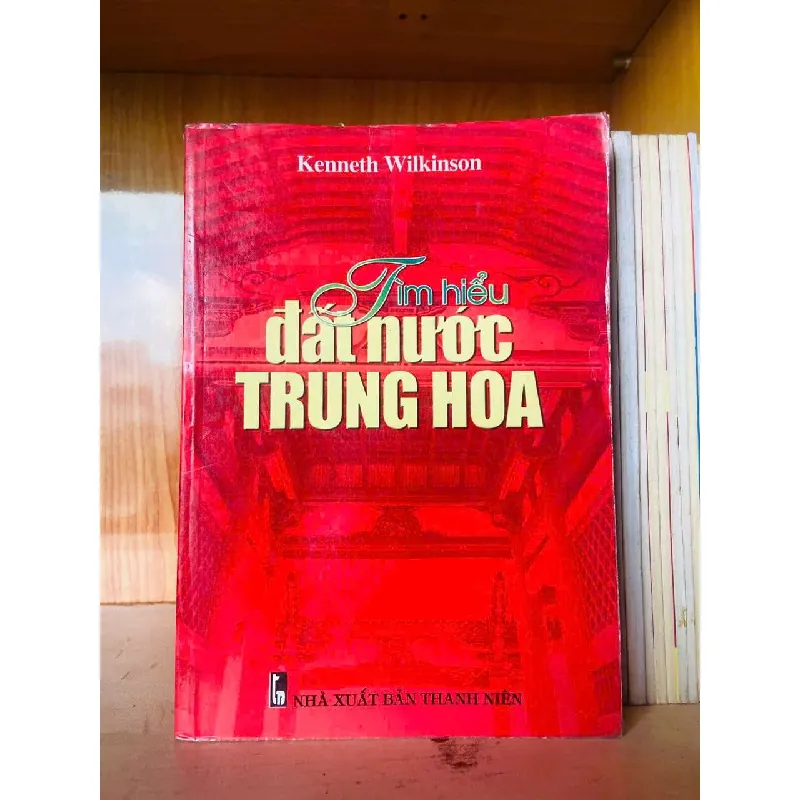 Kenneth Wilkinson
Tìm hiểu
đất nước
TRUNG HOA
NHÀ XUẤT BẢN THANH NIÊN